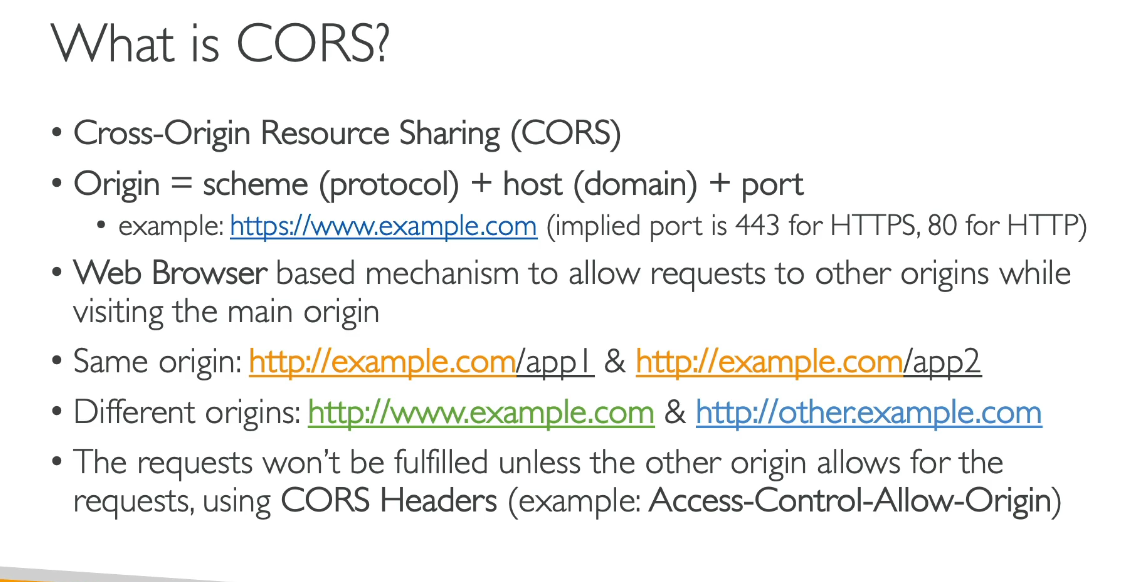 What is CORS?
• Cross-Origin Resource Sharing (CORS)
• Origin = scheme (protocol) + host (domain) + port
• example: https://www.example.com (implied port is 443 for HTTPS, 80 for HTTP)
• Web Browser based mechanism to allow requests to other origins while
visiting the main origin
• Same origin: http://example.com/app1 & http://example.com/app2
• Different origins: http://www.example.com & http://other.example.com
• The requests won’t be fulfilled unless the other origin allows for the
requests, using CORS Headers (example: Access-Control-Allow-Origin)